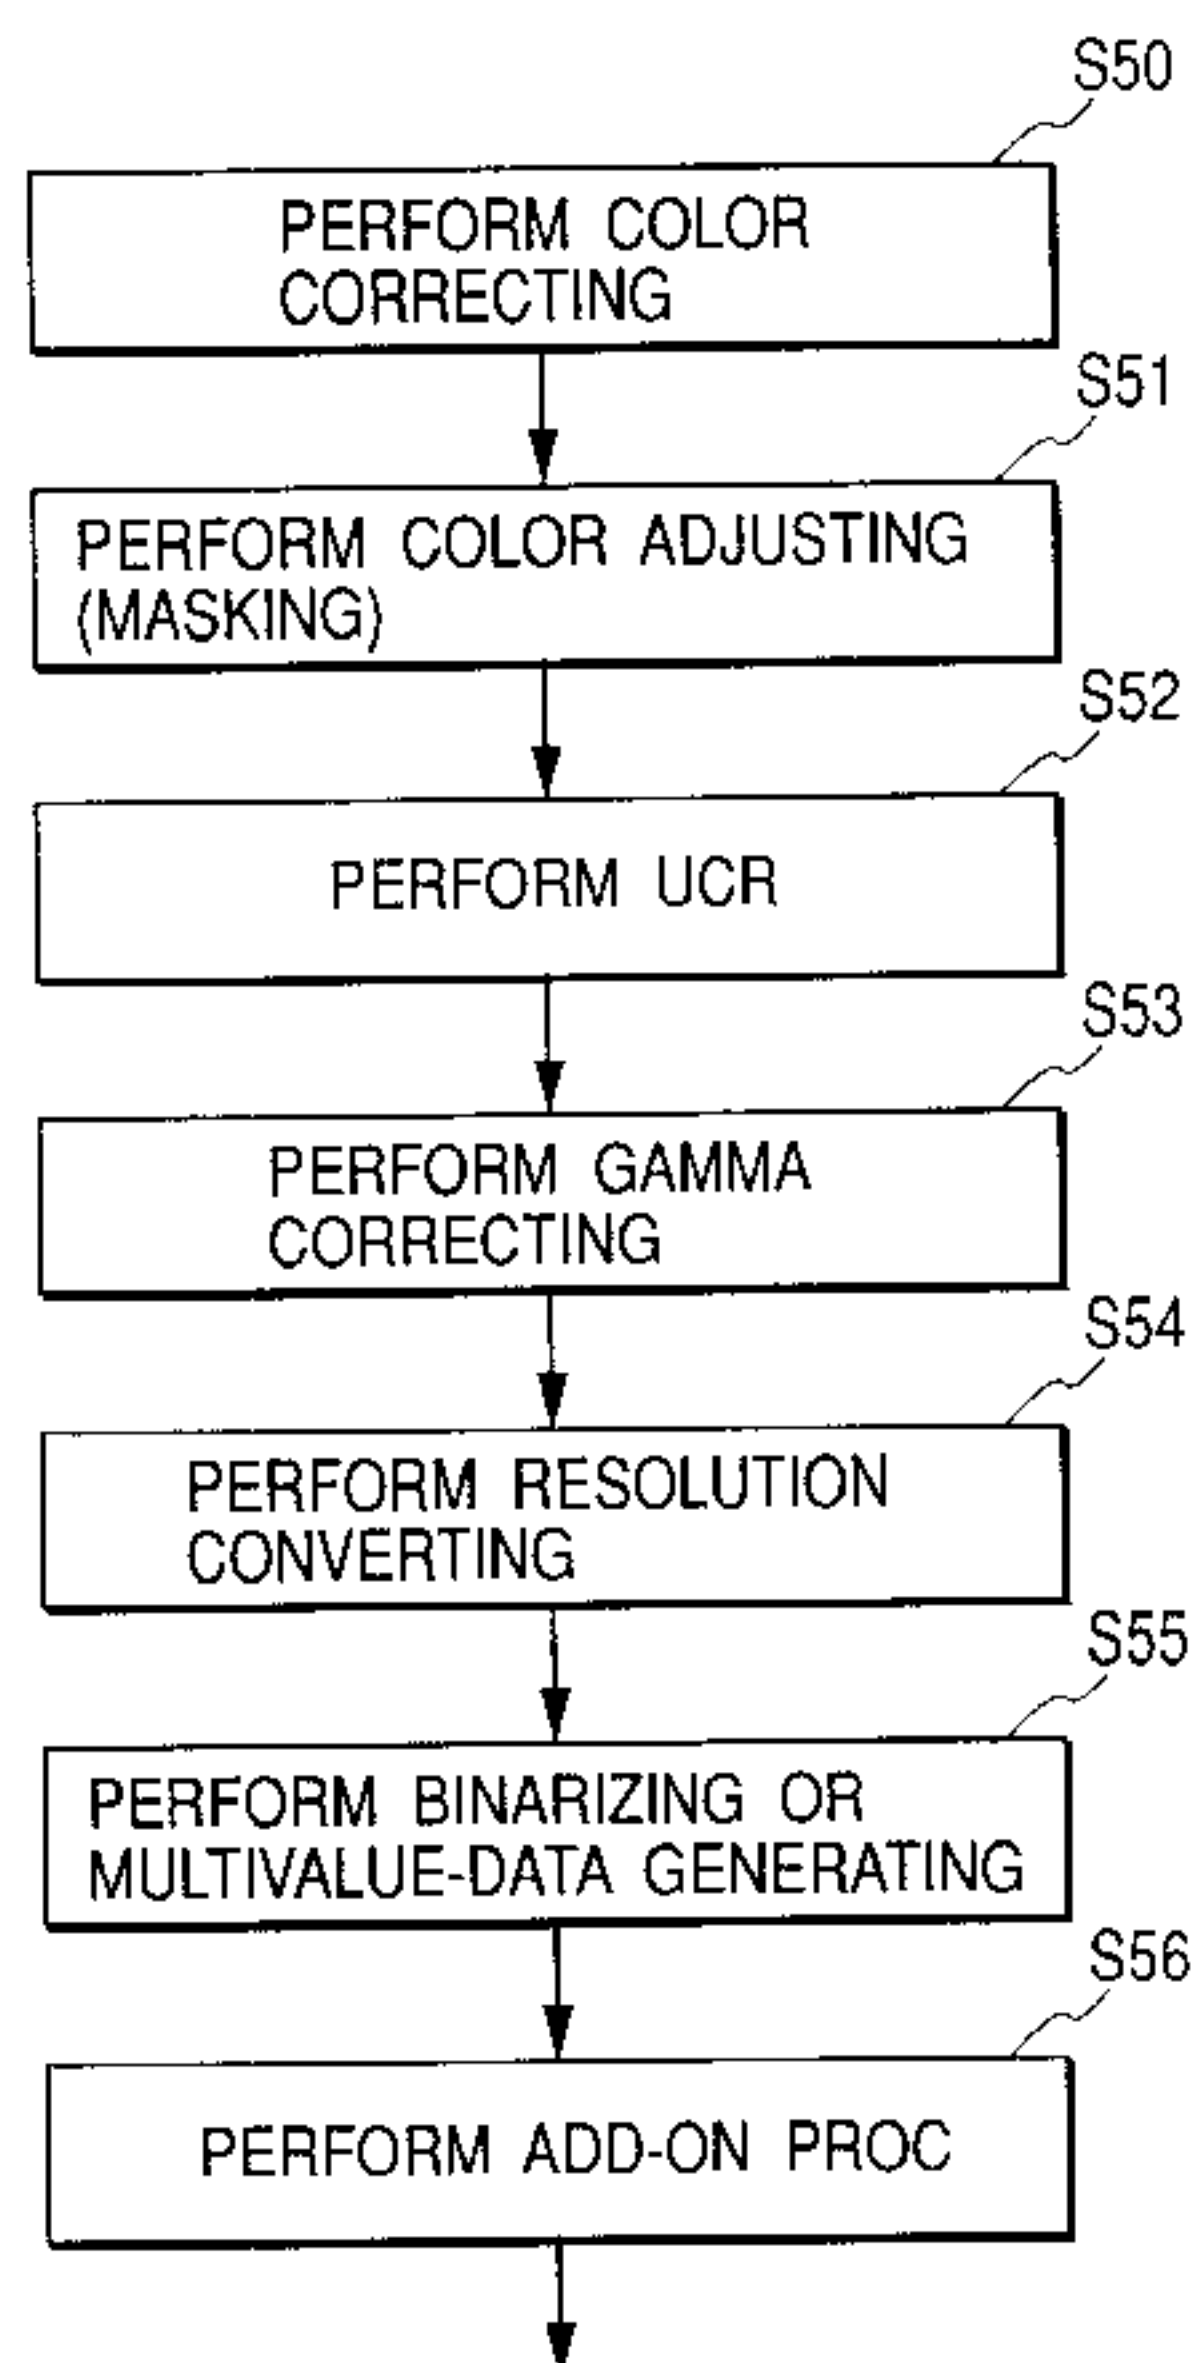 S50
PERFORM COLOR
CORRECTING
S51
PERFORM COLOR ADJUSTING
(MASKING)
S52
PERFORM UCR
S53
PERFORM GAMMA
CORRECTING
S54
PERFORM RESOLUTION
CONVERTING
S55
PERFORM BINARIZING OR
MULTIVALUE-DATA GENERATING
S56
PERFORM ADD-ON PROC